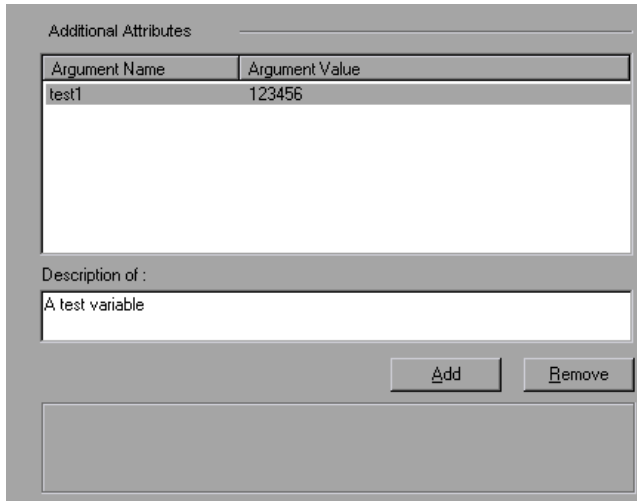 Additional Attributes
Argument Name Argument Value
test1 123456
Description of :
A test variable
Add Remove